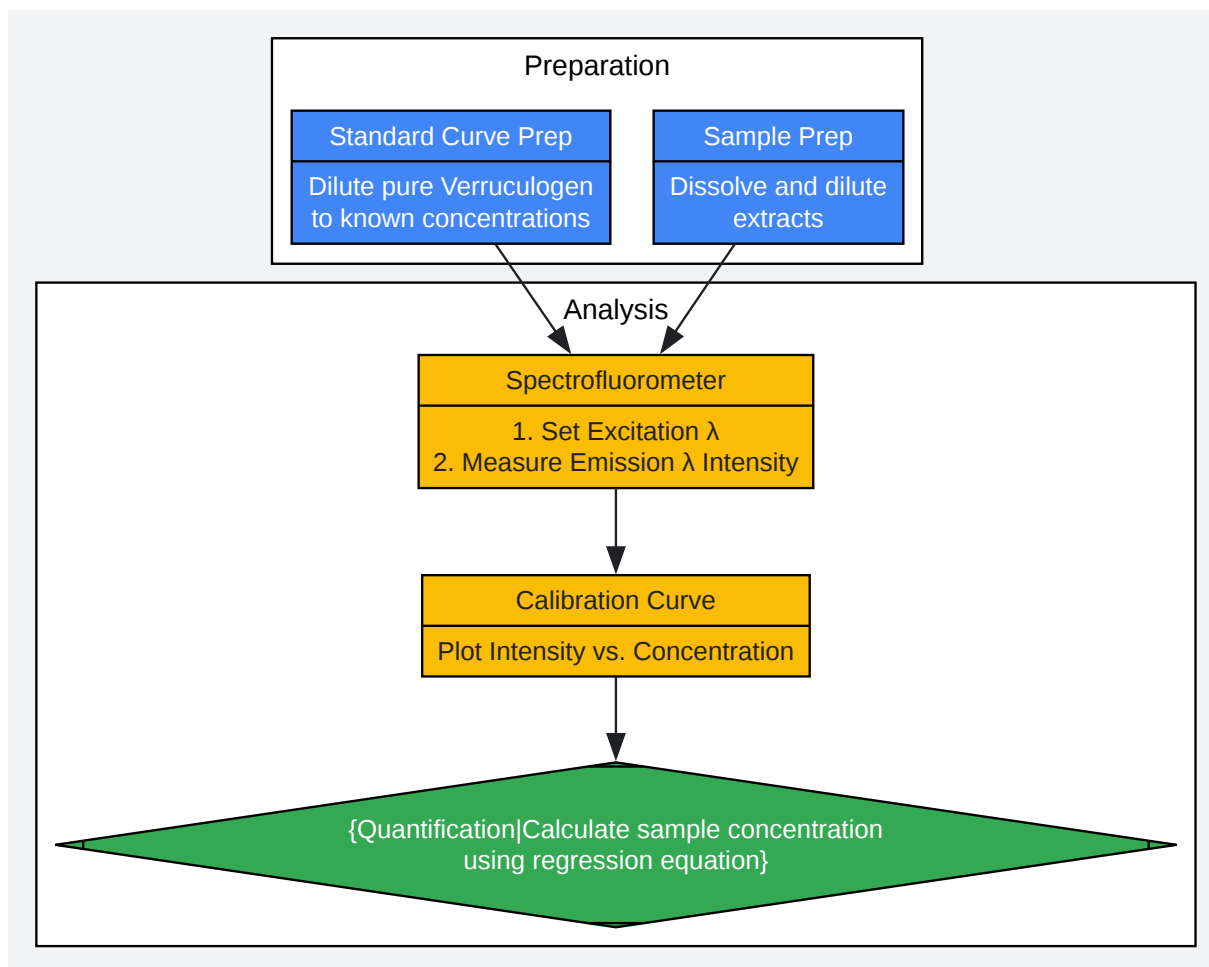 Preparation
Standard Curve Prep
Dilute pure Verruculogen
to known concentrations
Sample Prep
Dissolve and dilute
extracts
Analysis
Spectrofluorometer
1. Set Excitation λ
2. Measure Emission λ Intensity
Calibration Curve
Plot Intensity vs. Concentration
{Quantification|Calculate sample concentration
using regression equation}